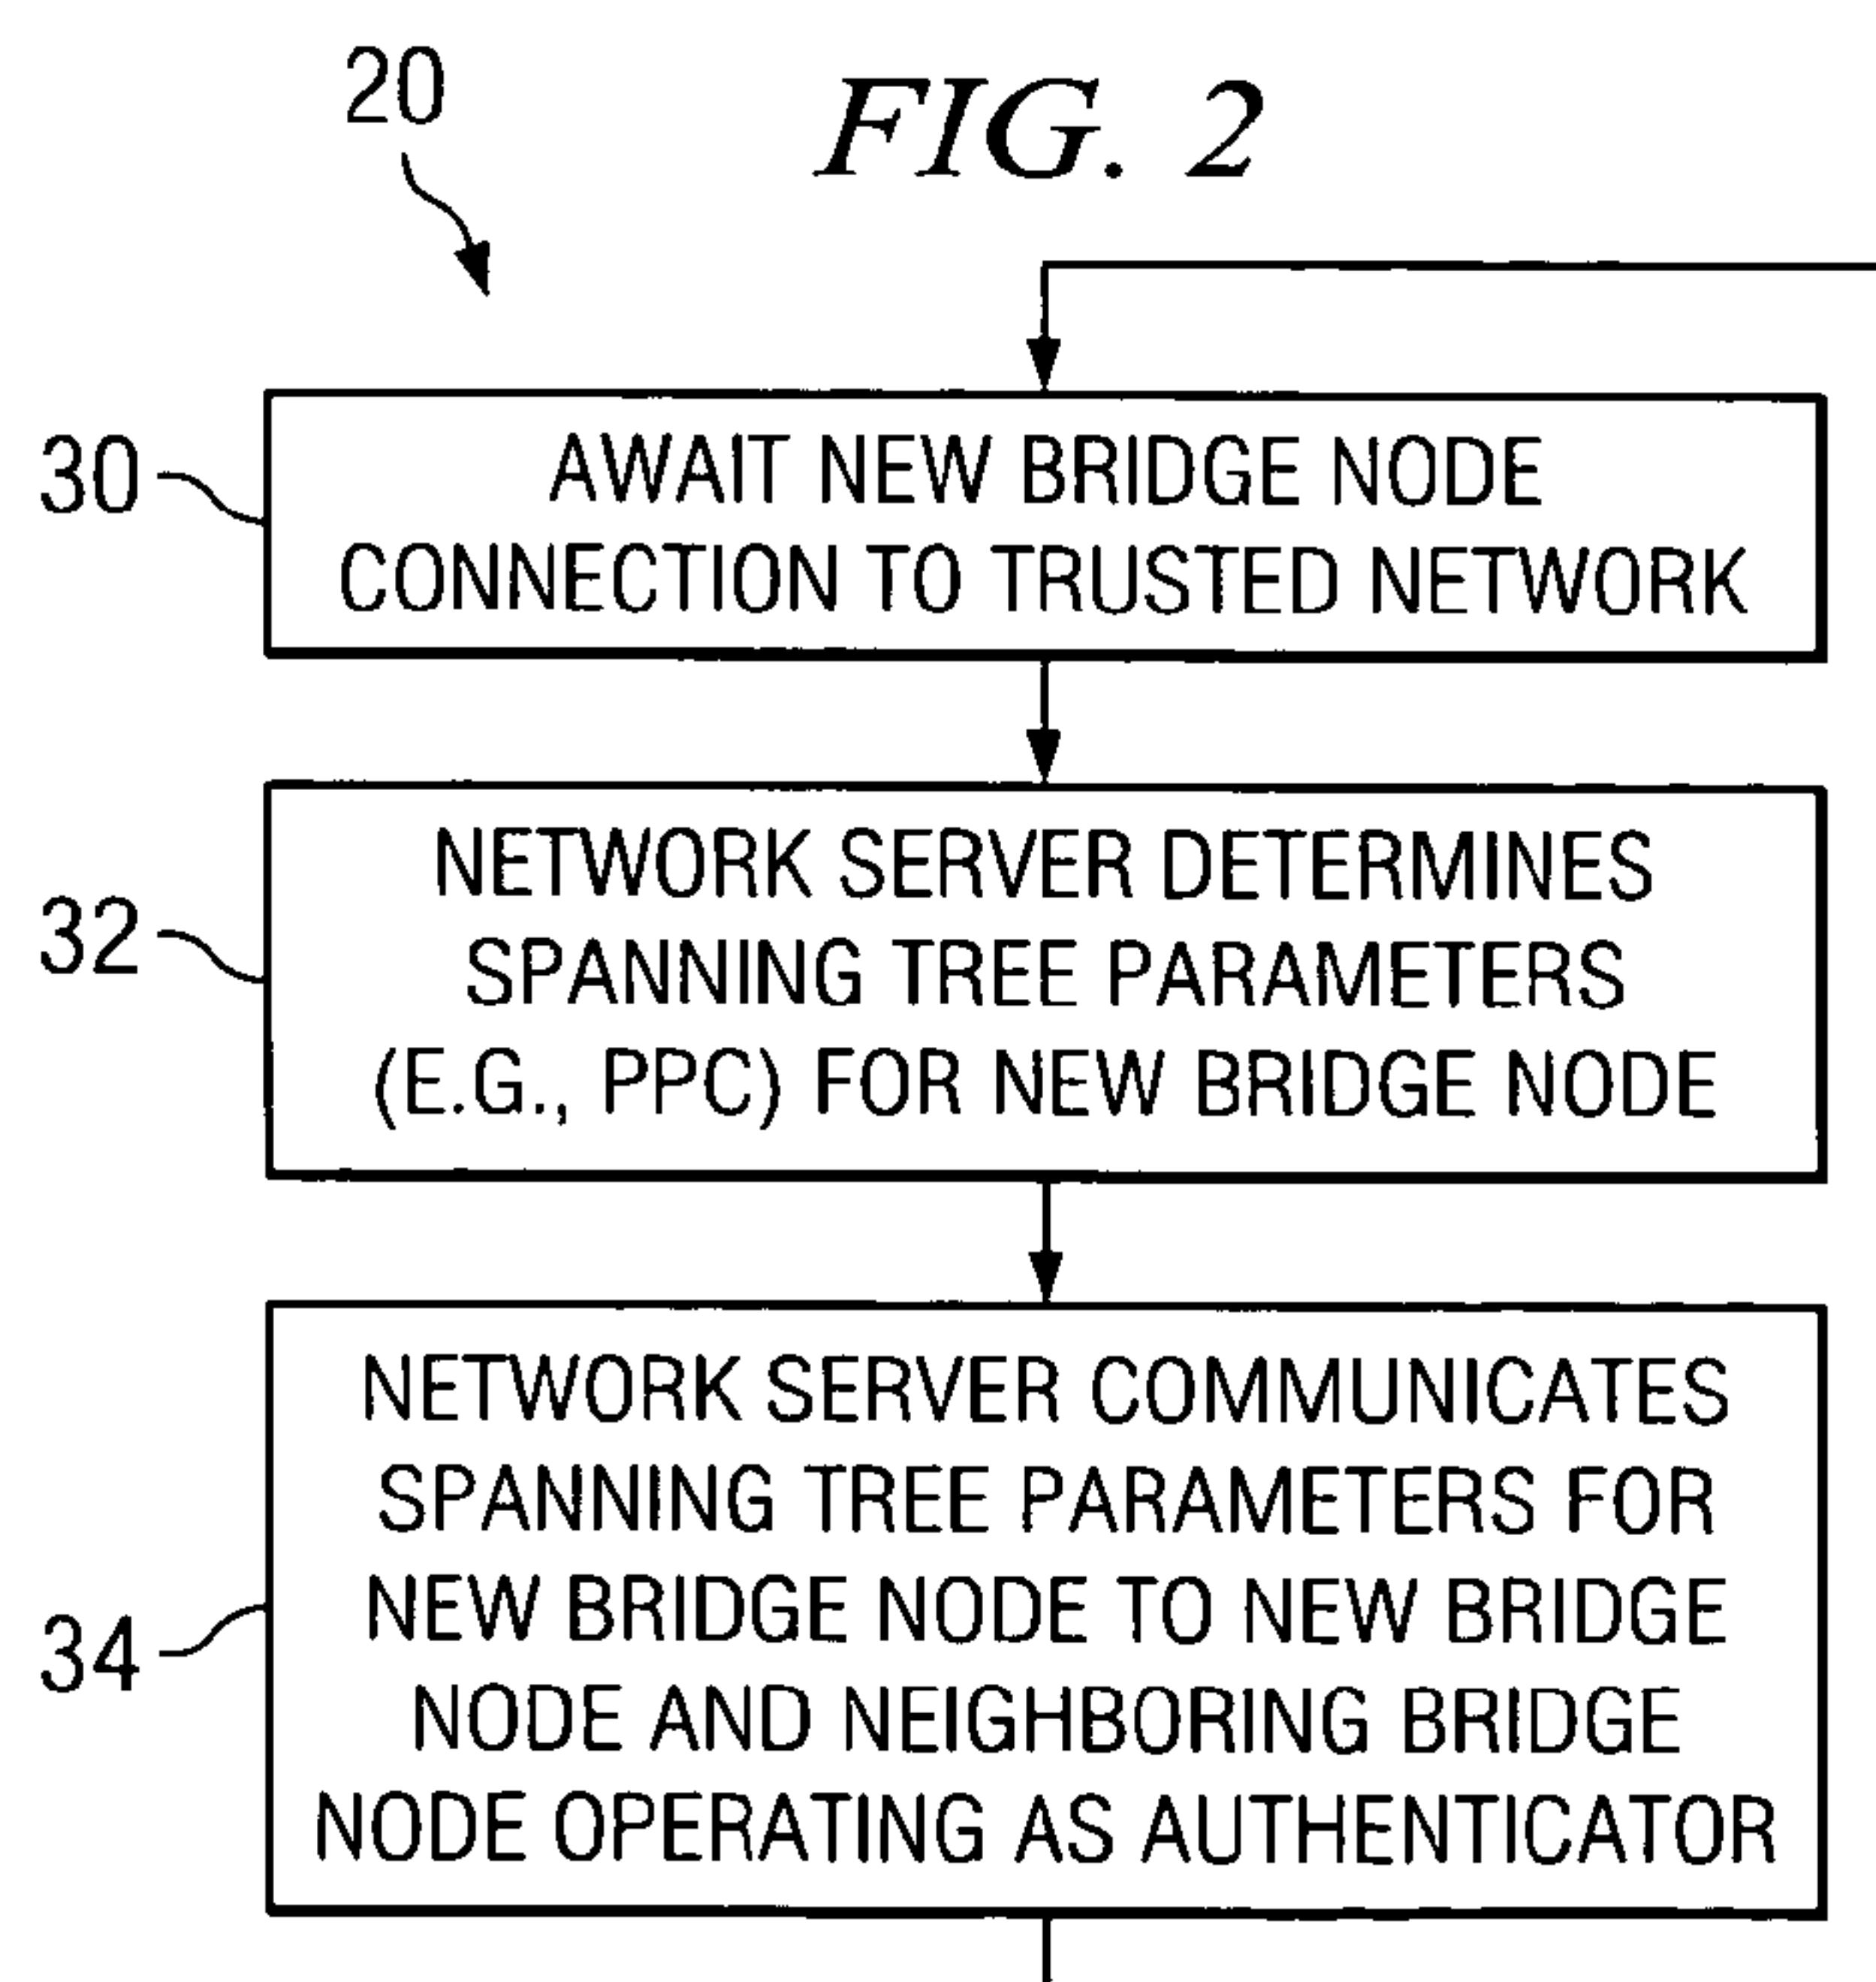 20
FIG. 2
30
AWAIT NEW BRIDGE NODE
CONNECTION TO TRUSTED NETWORK
32
NETWORK SERVER DETERMINES
SPANNING TREE PARAMETERS
(E.G., PPC) FOR NEW BRIDGE NODE
34
NETWORK SERVER COMMUNICATES
SPANNING TREE PARAMETERS FOR
NEW BRIDGE NODE TO NEW BRIDGE
NODE AND NEIGHBORING BRIDGE
NODE OPERATING AS AUTHENTICATOR